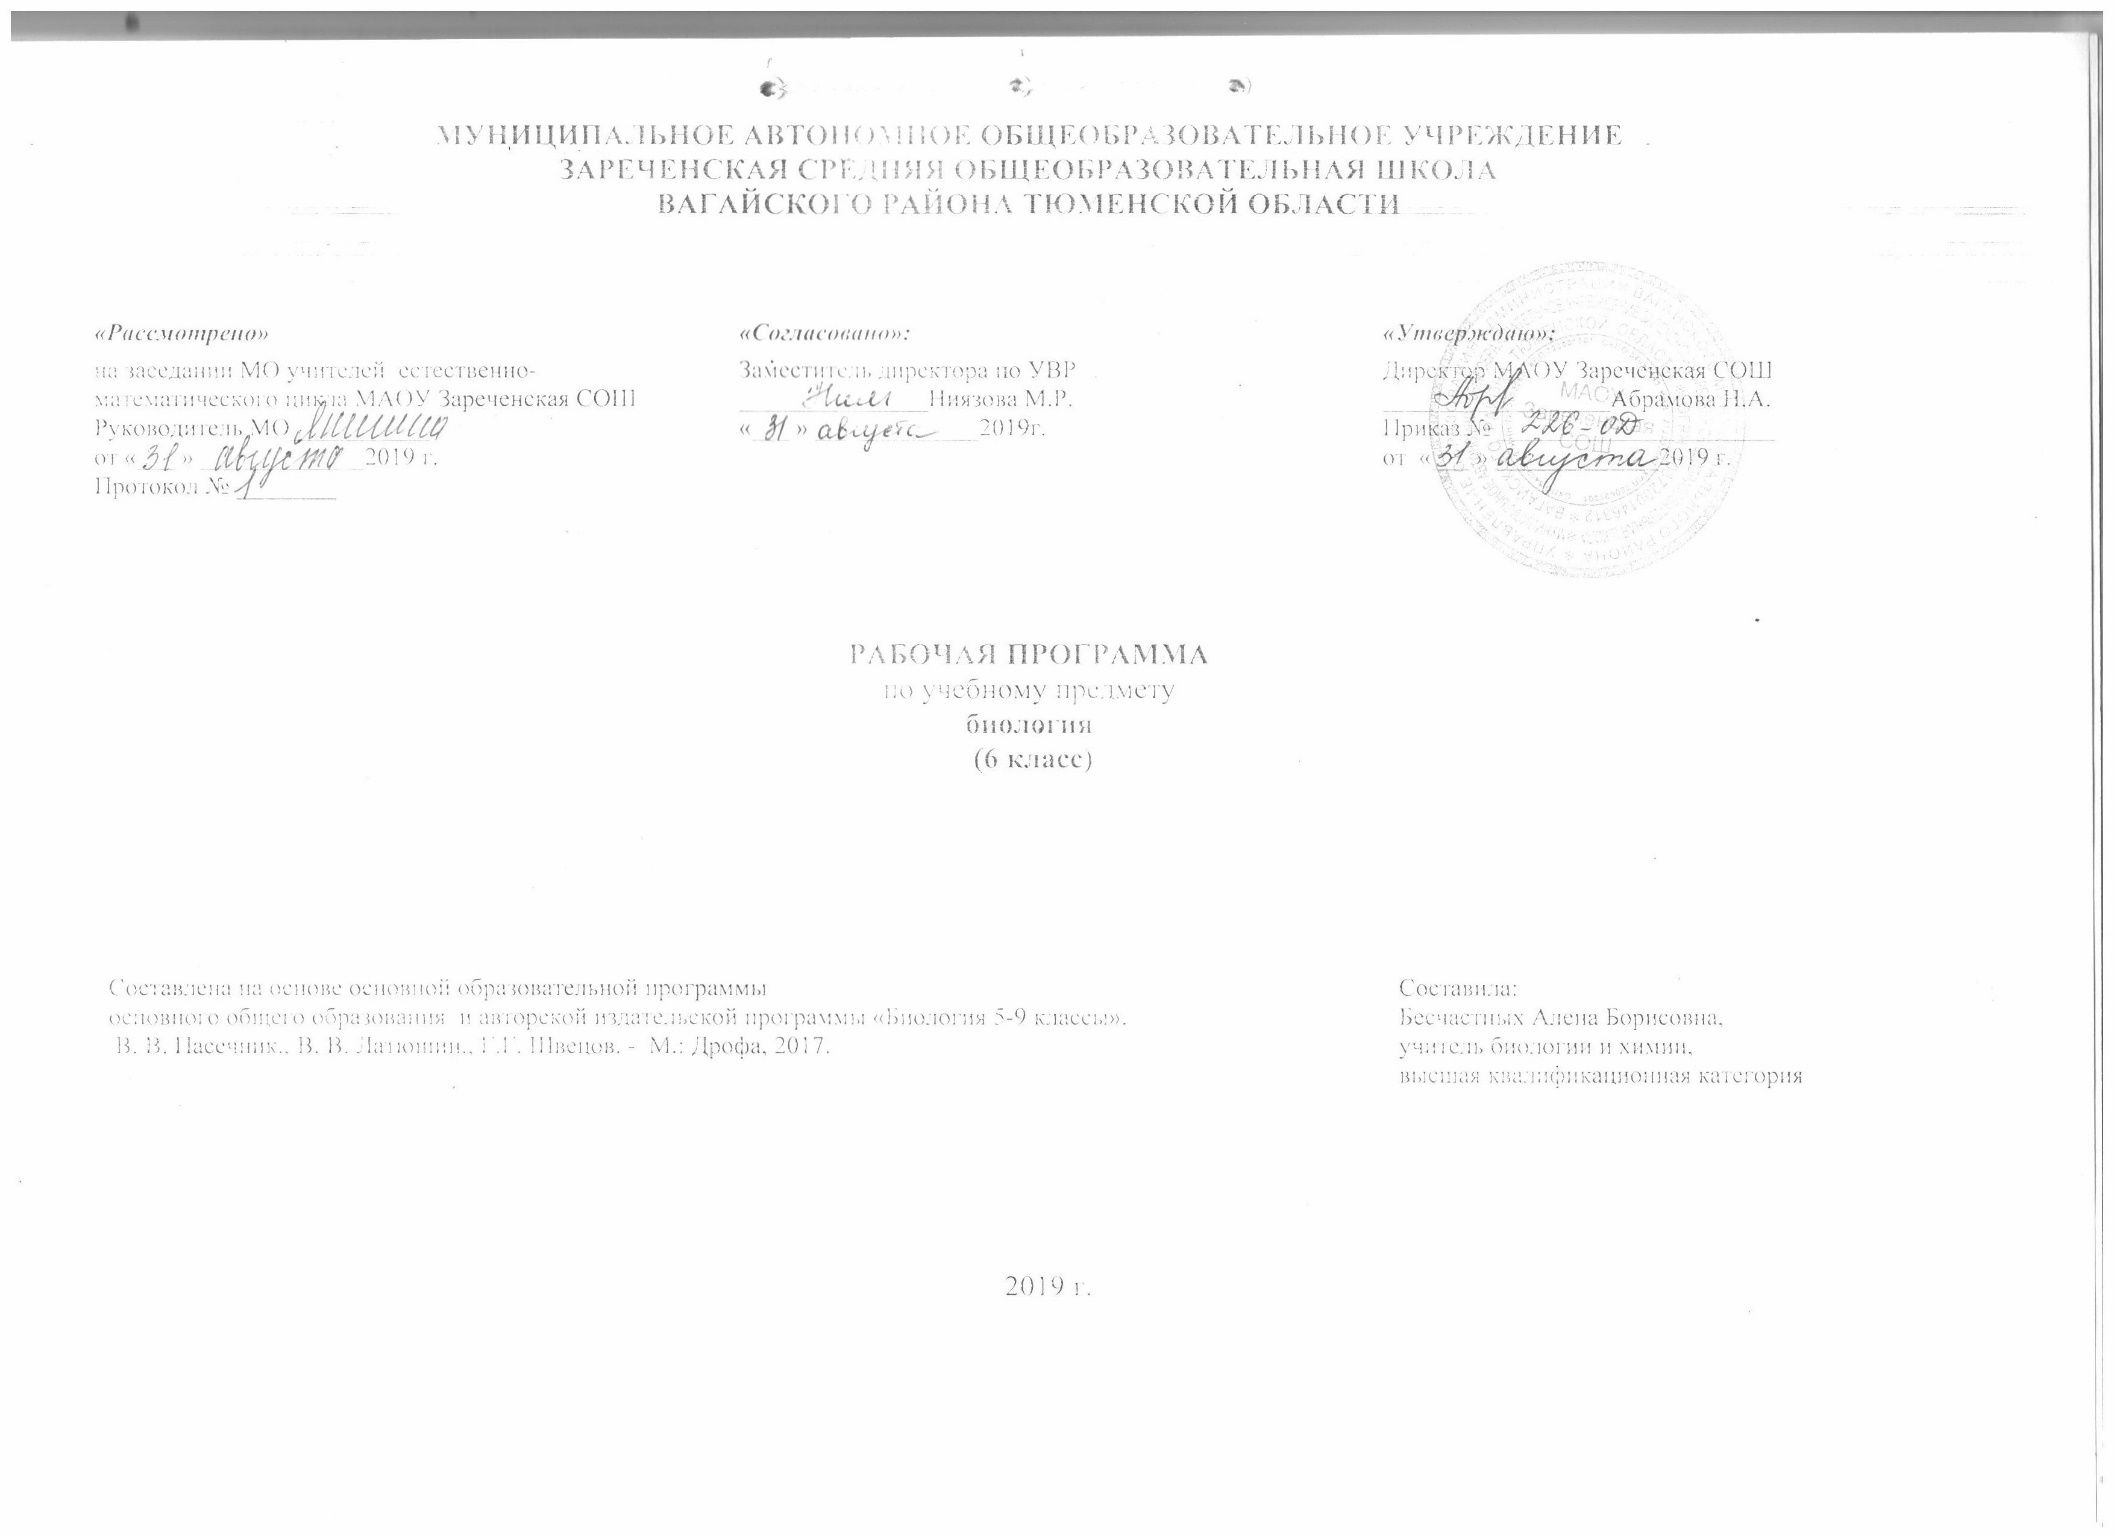 МУНИЦИПАЛЬНОЕ АВТОНОМНОЕ ОБЩЕОБРАЗОВАТЕЛЬНОЕ УЧРЕЖДЕНИЕ
ЗАРЕЧЕНСКАЯ СРЕДНЯЯ ОБЩЕОБРАЗОВАТЕЛЬНАЯ ШКОЛА
ВАГАЙСКОГО РАЙОНА ТЮМЕНСКОЙ ОБЛАСТИ
«Рассмотрено»
на заседании МО учителей естественно-
математического цикла МАОУ Зареченская СОШ
Руководитель МО
от « 31 » августа 2019 г.
Протокол № 1
«Согласовано»:
Заместитель директора по УВР
Ниязова М.Р.
« 31 » августа 2019г.
«Утверждаю»:
Директор МАОУ Зареченская СОШ
Абрамова Н.А.
Приказ № 226-ОД
от « 31 » августа 2019 г.
МАОУ
Зареченская
СОШ
РАБОЧАЯ ПРОГРАММА
по учебному предмету
биология
(6 класс)
Составлена на основе основной образовательной программы
основного общего образования и авторской издательской программы «Биология 5-9 классы».
В. В. Пасечник., В. В. Латюшин., Г.Г. Швецов. - М.: Дрофа, 2017.
Составила:
Бесчастных Алена Борисовна,
учитель биологии и химии,
высшая квалификационная категория
2019 г.